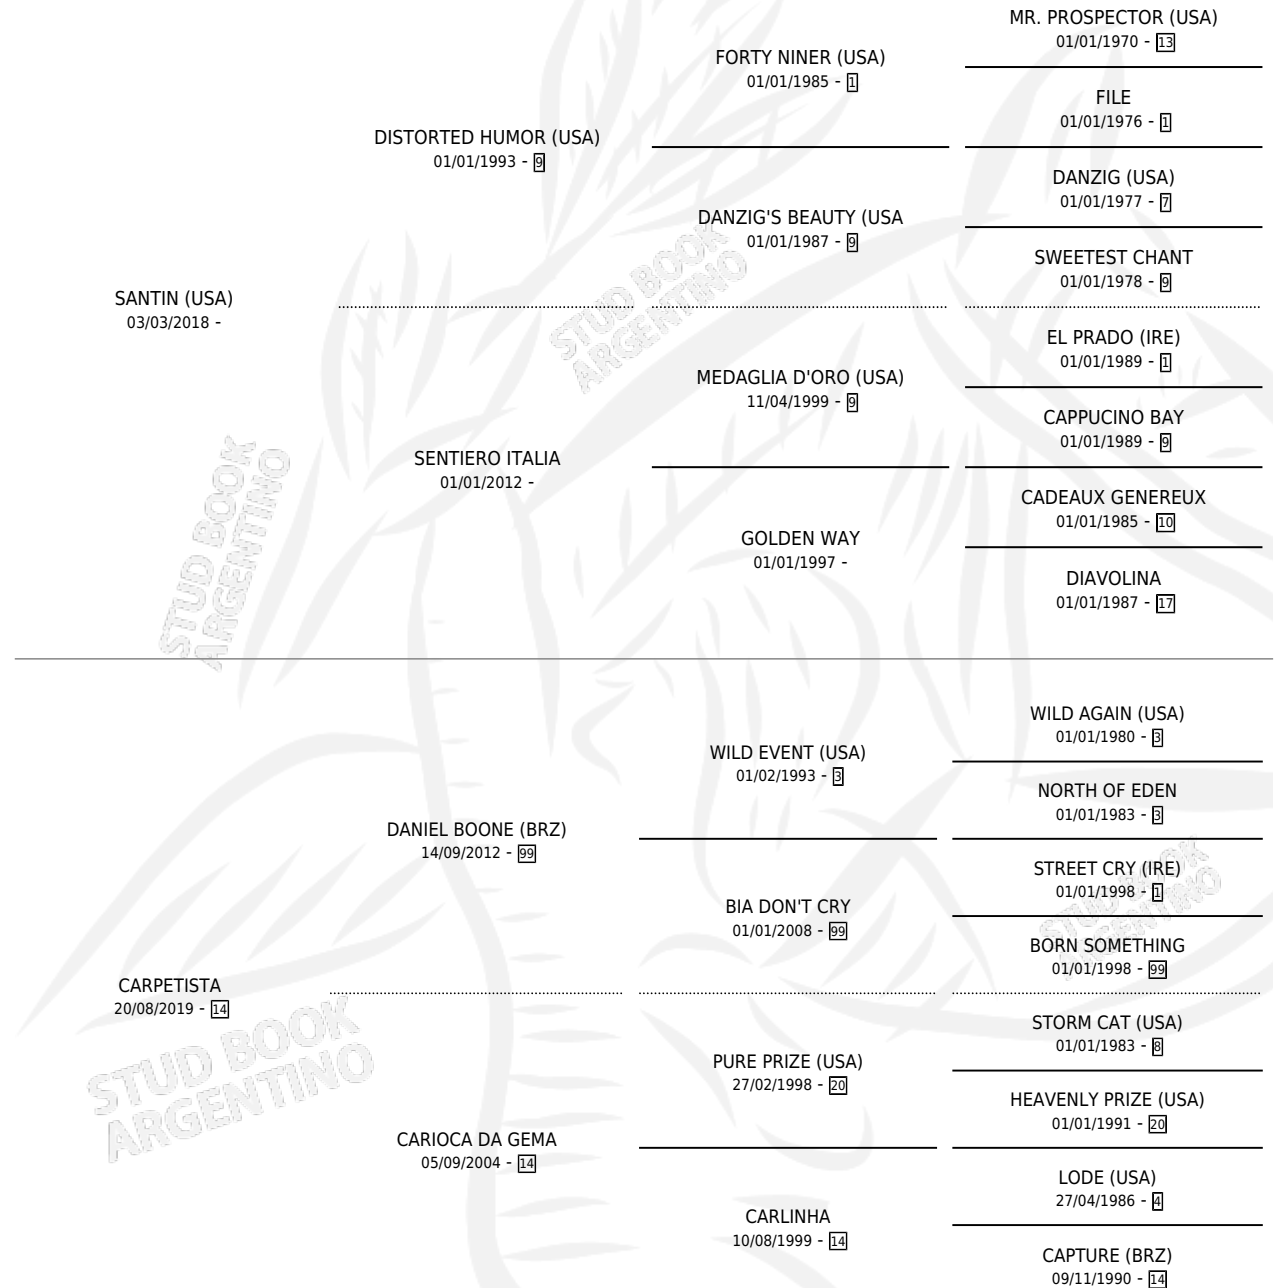 MR. PROSPECTOR (USA)
01/01/1970 - 13
FORTY NINER (USA)
01/01/1985 - 1
FILE
01/01/1976 - 1
DISTORTED HUMOR (USA)
01/01/1993 - 9
DANZIG (USA)
01/01/1977 - 7
DANZIG'S BEAUTY (USA
01/01/1987 - 9
SWEETEST CHANT
01/01/1978 - 9
SANTIN (USA)
03/03/2018 -
STUD BOOK
ARGENTINO
EL PRADO (IRE)
01/01/1989 - 1
MEDAGLIA D'ORO (USA)
11/04/1999 - 9
CAPPUCINO BAY
01/01/1989 - 9
SENTIERO ITALIA
01/01/2012 -
CADEAUX GENEREUX
01/01/1985 - 10
GOLDEN WAY
01/01/1997 -
DIAVOLINA
01/01/1987 - 17
STUD BOOK
ARGENTINO
WILD AGAIN (USA)
01/01/1980 - 3
WILD EVENT (USA)
01/02/1993 - 3
NORTH OF EDEN
01/01/1983 - 3
DANIEL BOONE (BRZ)
14/09/2012 - 99
STREET CRY (IRE)
01/01/1998 - 1
STUD BOOK
ARGENTINO
BIA DON'T CRY
01/01/2008 - 99
BORN SOMETHING
01/01/1998 - 99
CARPETISTA
20/08/2019 - 14
STUD BOOK
ARGENTINO
STORM CAT (USA)
01/01/1983 - 8
PURE PRIZE (USA)
27/02/1998 - 20
HEAVENLY PRIZE (USA)
01/01/1991 - 20
CARIOCA DA GEMA
05/09/2004 - 14
LODE (USA)
27/04/1986 - 4
CARLINHA
10/08/1999 - 14
CAPTURE (BRZ)
09/11/1990 - 14